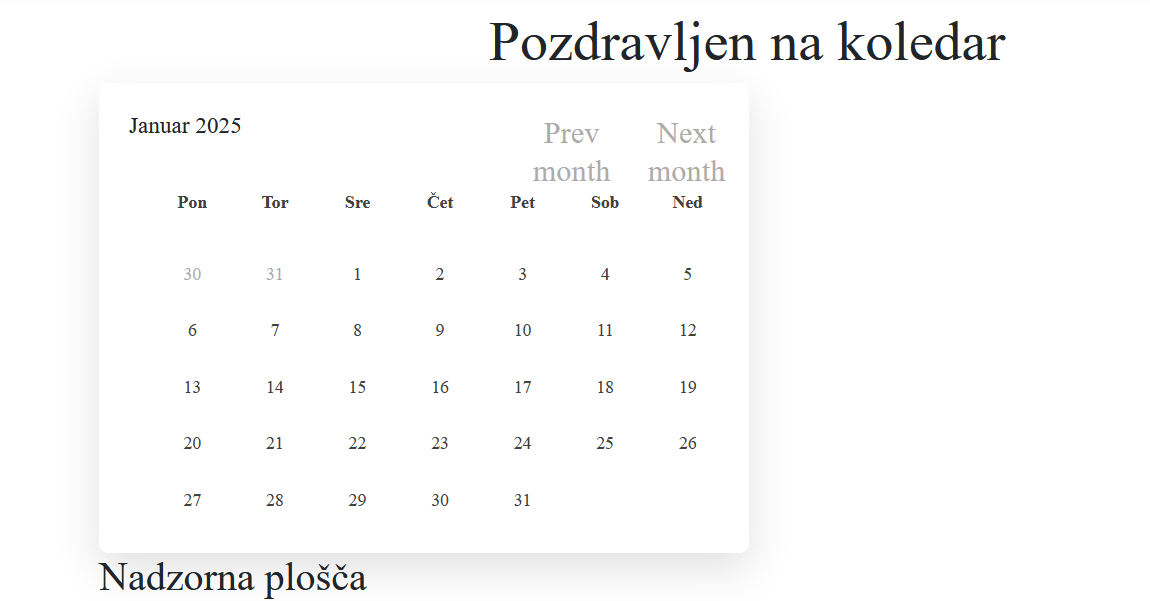 Pozdravljen na koledar
Januar 2025
Prev month
Next month
Pon Tor Sre Čet Pet Sob Ned
30 31 1 2 3 4 5
6 7 8 9 10 11 12
13 14 15 16 17 18 19
20 21 22 23 24 25 26
27 28 29 30 31
Nadzorna plošča